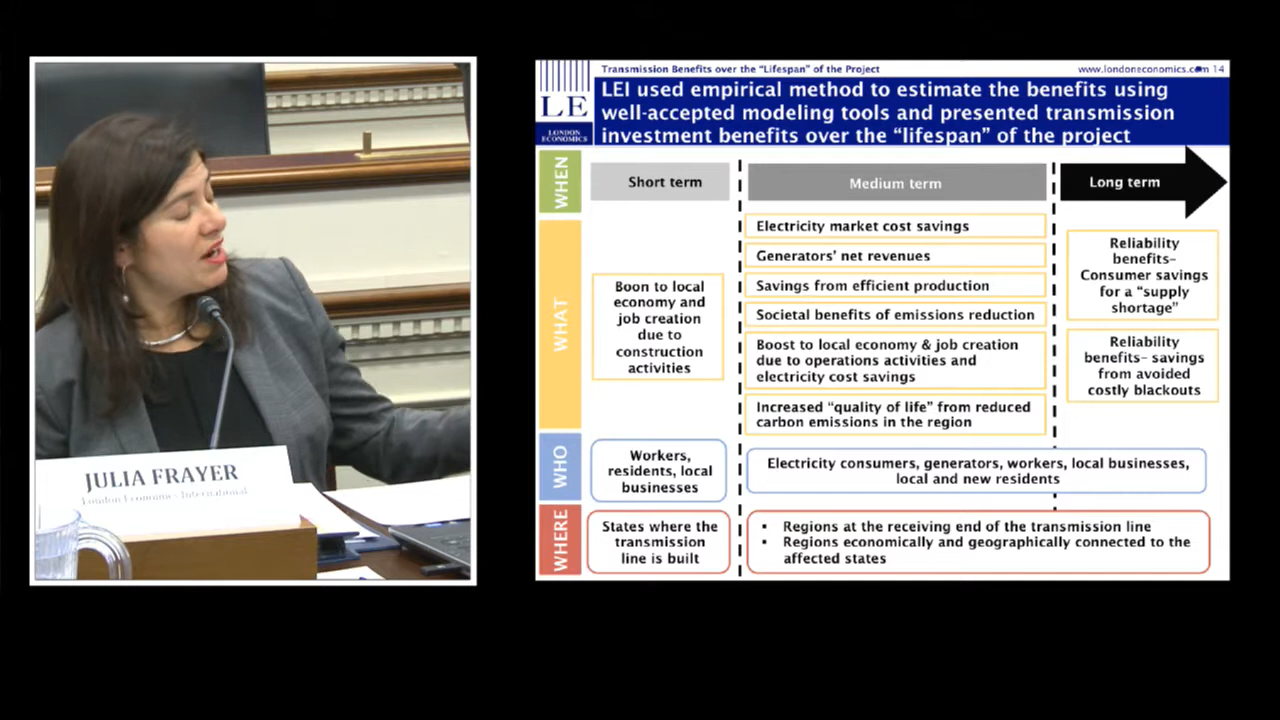 JULIA FRAYER
London Economics International
Transmission Benefits over the “Lifespan” of the Project
www.londoneconomics.com 14
LE
LONDON
ECONOMICS
LEI used empirical method to estimate the benefits using
well-accepted modeling tools and presented transmission
investment benefits over the “lifespan” of the project
WHEN
Short term
Medium term
Long term
WHAT
Boon to local
economy and
job creation
due to
construction
activities
Electricity market cost savings
Generators’ net revenues
Savings from efficient production
Societal benefits of emissions reduction
Boost to local economy & job creation
due to operations activities and
electricity cost savings
Increased “quality of life” from reduced
carbon emissions in the region
Reliability
benefits–
Consumer savings
for a “supply
shortage”
Reliability
benefits– savings
from avoided
costly blackouts
WHO
Workers,
residents, local
businesses
Electricity consumers, generators, workers, local businesses,
local and new residents
WHERE
States where the
transmission
line is built
▪ Regions at the receiving end of the transmission line
▪ Regions economically and geographically connected to the
affected states